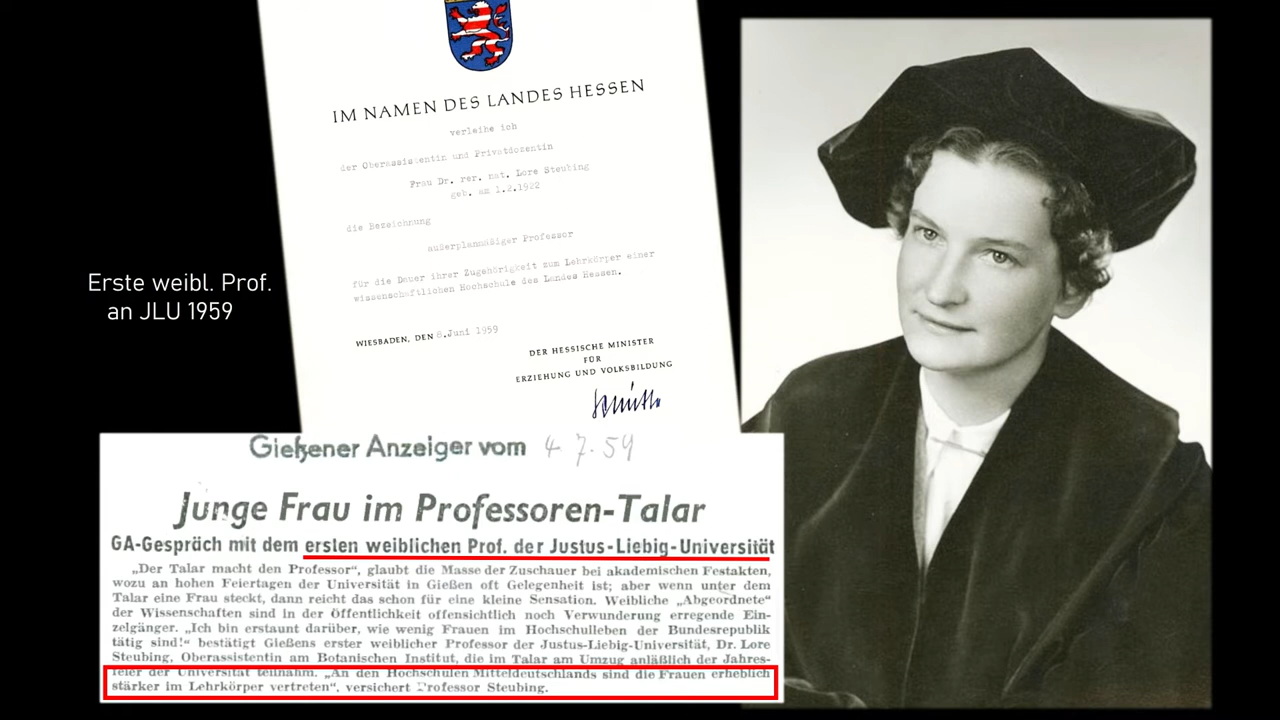 IM NAMEN DES LANDES HESSEN
verleihe ich
der Oberassistentin und Privatdozentin
Frau Dr. rer. nat. Lore Steubing
geb. am 1.2.1922
die Bezeichnung
außerplanmäßiger Professor
für die Dauer ihrer Zugehörigkeit zum Lehrkörper einer
wissenschaftlichen Hochschule des Landes Hessen.
WIESBADEN, DEN 8.Juni 1959
DER HESSISCHE MINISTER
FÜR
ERZIEHUNG UND VOLKSBILDUNG
Erste weibl. Prof.
an JLU 1959
Gießener Anzeiger vom 4 7. 59
Junge Frau im Professoren-Talar
GA-Gespräch mit dem ersten weiblichen Prof. der Justus-Liebig-Universität
„Der Talar macht den Professor“, glaubt die Masse der Zuschauer bei akademischen Festakten,
wozu an hohen Feiertagen der Universität in Gießen oft Gelegenheit ist; aber wenn unter dem
Talar eine Frau steckt, dann reicht das schon für eine kleine Sensation. Weibliche „Abgeordnete“
der Wissenschaften sind in der Öffentlichkeit offensichtlich noch Verwunderung erregende Ein-
zelgänger. „Ich bin erstaunt darüber, wie wenig Frauen im Hochschulleben der Bundesrepublik
tätig sind!“ bestätigt Gießens erster weiblicher Professor der Justus-Liebig-Universität, Dr. Lore
Steubing, Oberassistentin am Botanischen Institut, die im Talar am Umzug anläßlich der Jahres-
feier der Universität teilnahm. „An den Hochschulen Mitteldeutschlands sind die Frauen erheblich
stärker im Lehrkörper vertreten“, versichert Professor Steubing.